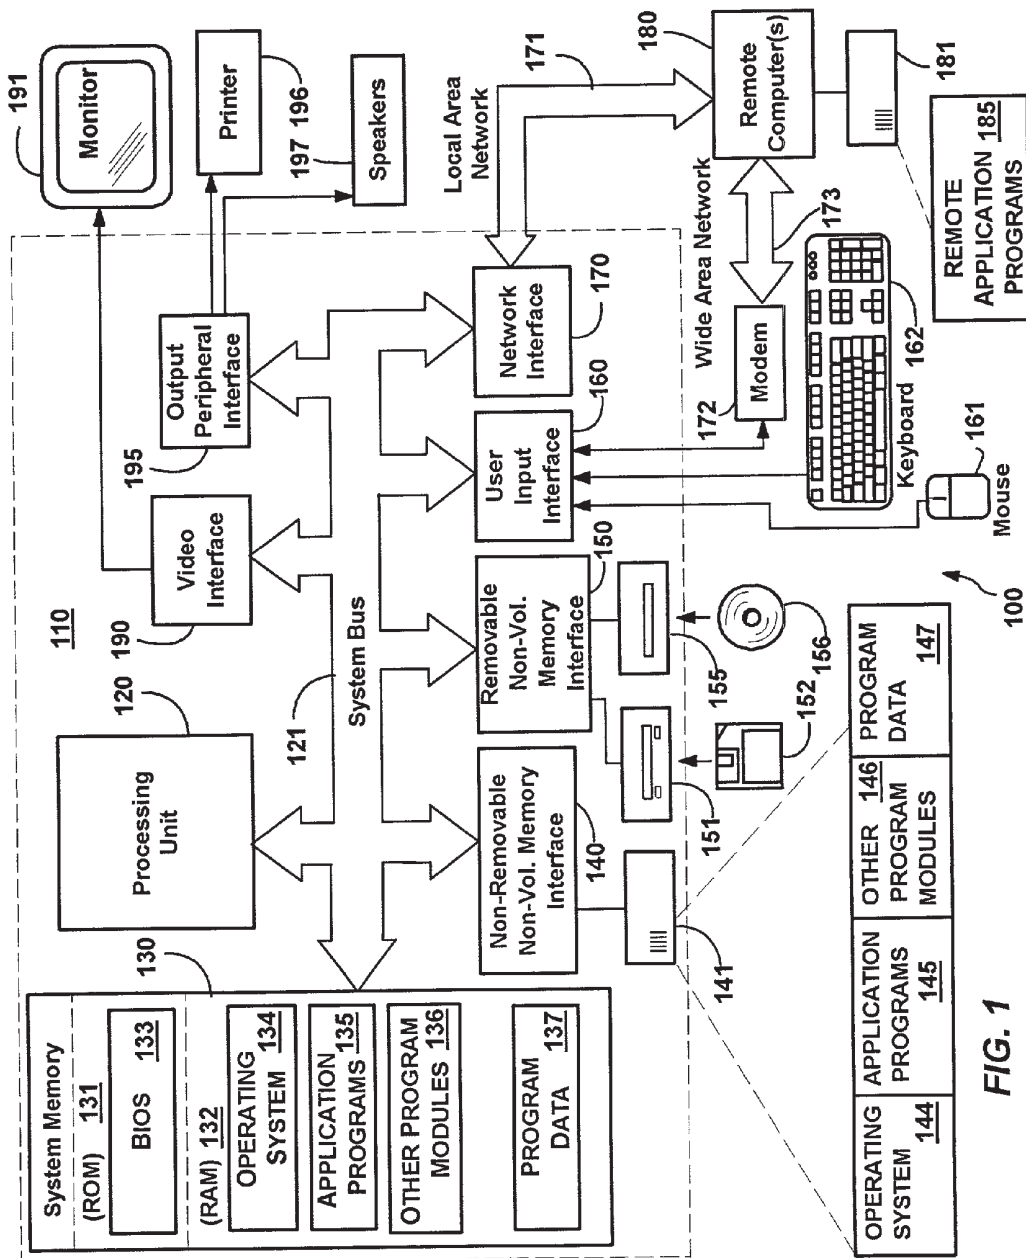 System Memory
(ROM) 131
BIOS
133
(RAM) 132
OPERATING
SYSTEM 134
APPLICATION
PROGRAMS 135
OTHER PROGRAM
MODULES 136
PROGRAM
DATA 137
130
Processing
Unit
120
110
190
Video
Interface
195
Output
Peripheral
Interface
191
Monitor
Printer
196
197
Speakers
121
System Bus
Non-Removable
Non-Vol. Memory
Interface
140
Removable
Non-Vol.
Memory
Interface
150
User
Input
Interface
160
Network
Interface
170
Local Area
Network
171
180
Remote
Computer(s)
181
Wide Area Network
173
172
Modem
141
151
152
155
156
Keyboard
162
Mouse
161
REMOTE
APPLICATION
PROGRAMS 185
100
OPERATING
SYSTEM 144
APPLICATION
PROGRAMS 145
OTHER 146
PROGRAM
MODULES
PROGRAM
DATA 147
FIG. 1